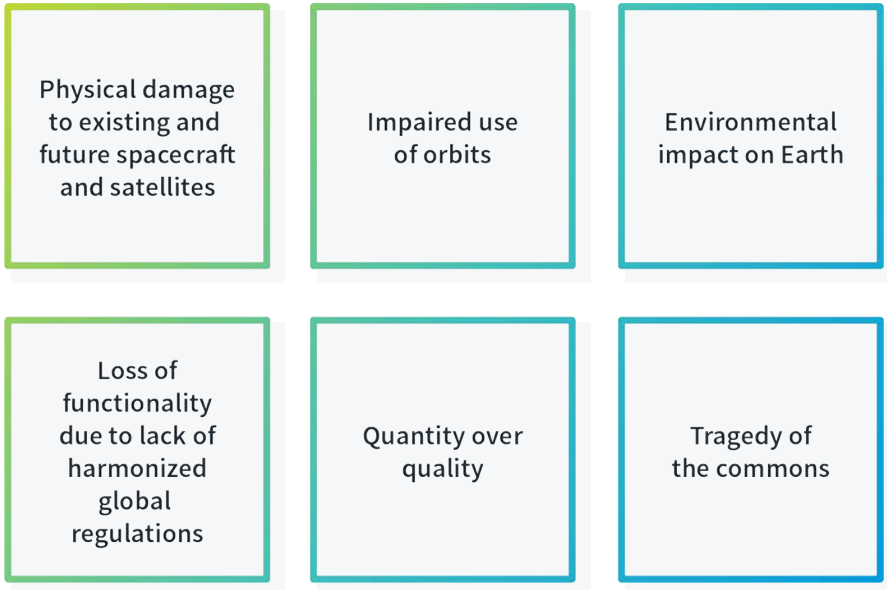 Physical damage
to existing and
future spacecraft
and satellites
Impaired use
of orbits
Environmental
impact on Earth
Loss of
functionality
due to lack of
harmonized
global
regulations
Quantity over
quality
Tragedy of
the commons